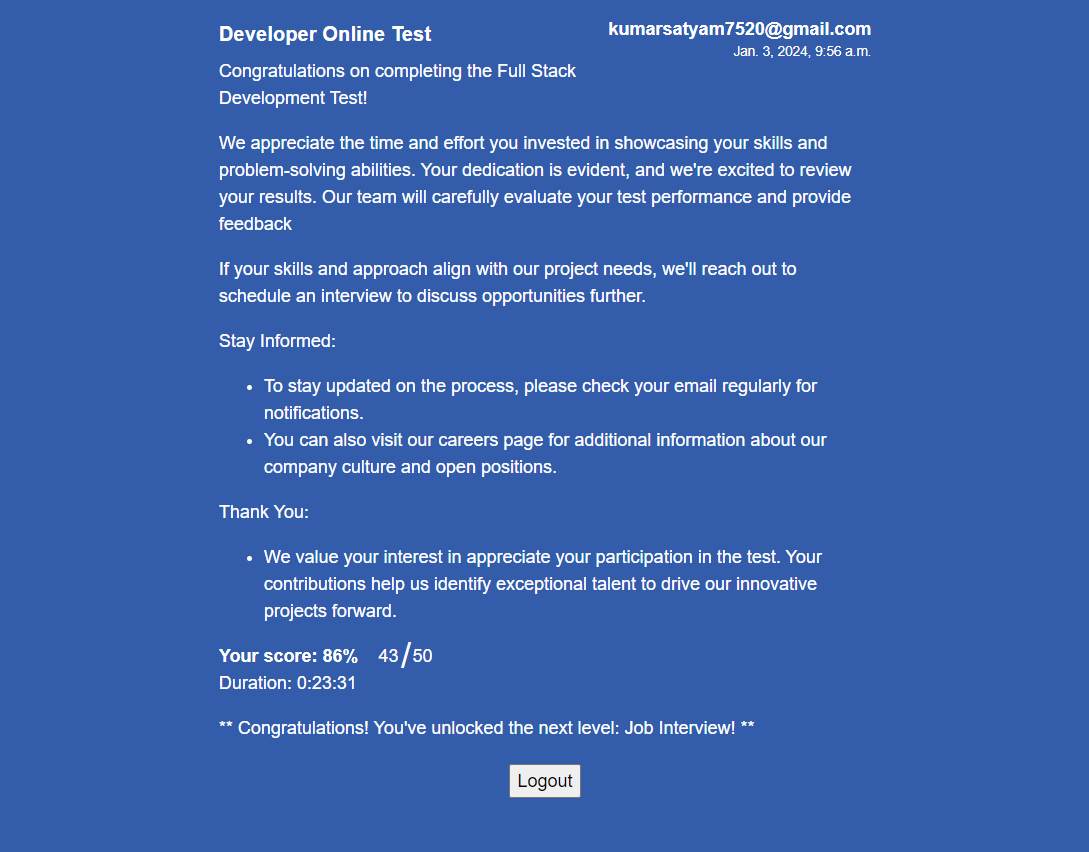 Developer Online Test
kumarsatyam7520@gmail.com
Jan. 3, 2024, 9:56 a.m.
Congratulations on completing the Full Stack
Development Test!
We appreciate the time and effort you invested in showcasing your skills and
problem-solving abilities. Your dedication is evident, and we're excited to review
your results. Our team will carefully evaluate your test performance and provide
feedback
If your skills and approach align with our project needs, we'll reach out to
schedule an interview to discuss opportunities further.
Stay Informed:
• To stay updated on the process, please check your email regularly for
notifications.
• You can also visit our careers page for additional information about our
company culture and open positions.
Thank You:
• We value your interest in appreciate your participation in the test. Your
contributions help us identify exceptional talent to drive our innovative
projects forward.
Your score: 86% 43/50
Duration: 0:23:31
** Congratulations! You've unlocked the next level: Job Interview! **
Logout